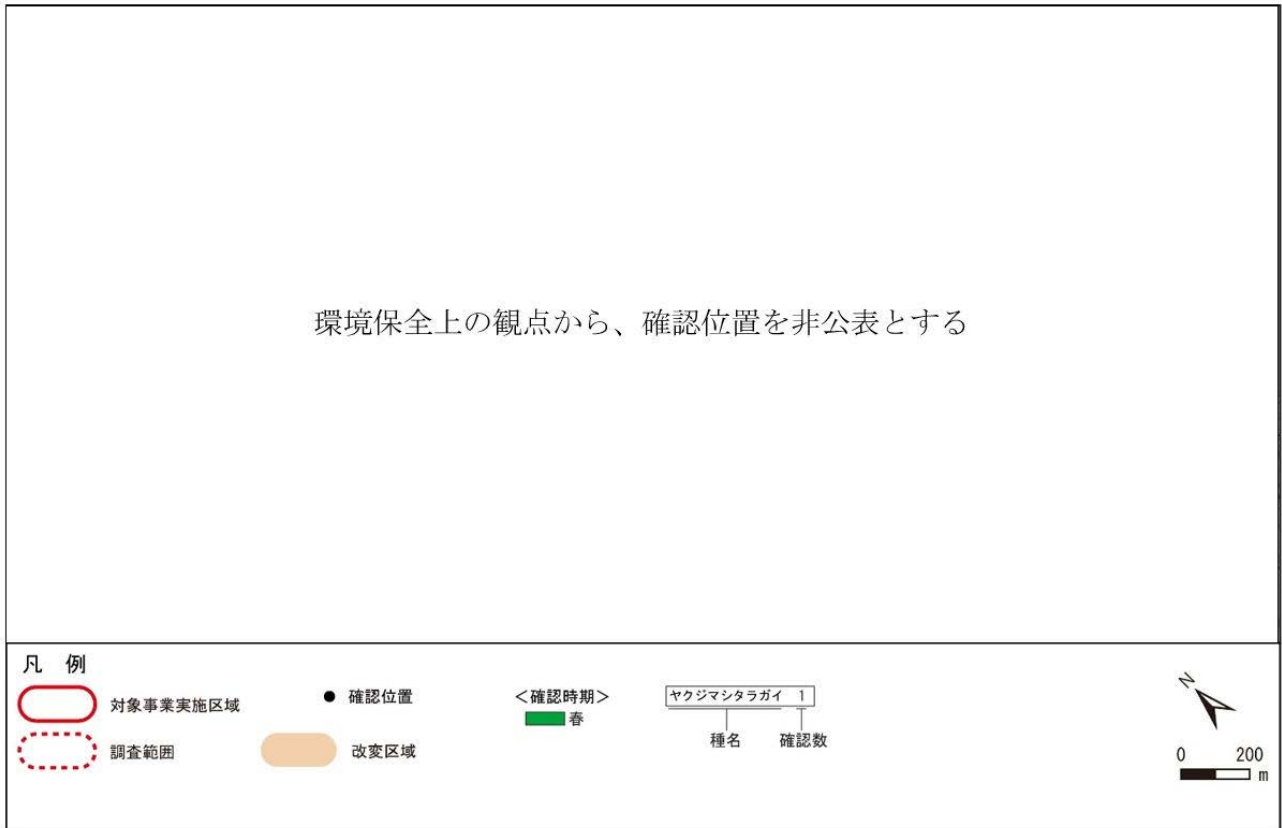 環境保全上の観点から、確認位置を非公表とする
凡 例
対象事業実施区域
確認位置
＜確認時期＞
春
ヤクジマシタラガイ 1
種名 確認数
調査範囲
改変区域
N
0 200
m